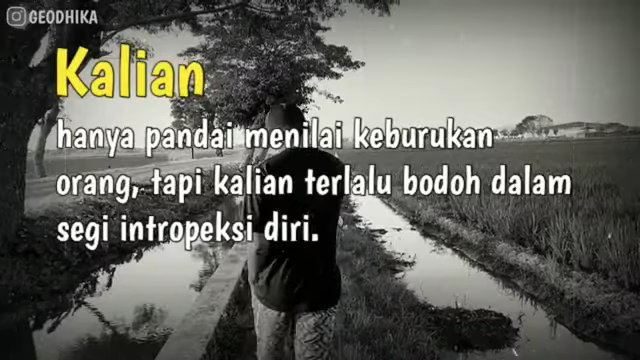 GEODHIKA
Kalian
hanya pandai menilai keburukan
orang, tapi kalian terlalu bodoh dalam
segi intropeksi diri.